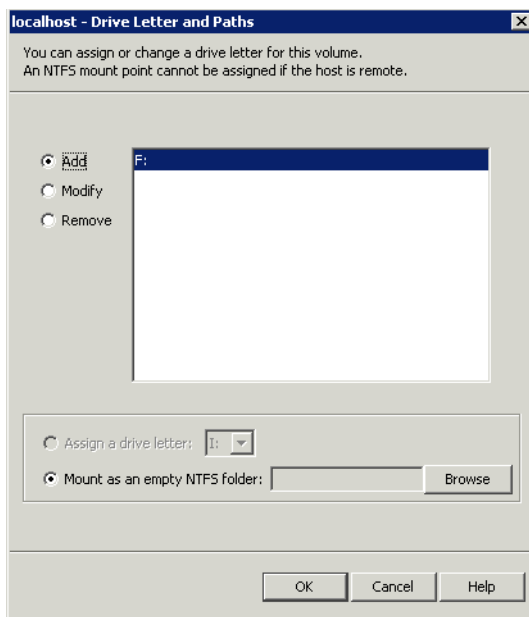 localhost - Drive Letter and Paths
You can assign or change a drive letter for this volume.
An NTFS mount point cannot be assigned if the host is remote.
Add
F:
Modify
Remove
Assign a drive letter: I:
Mount as an empty NTFS folder: Browse
OK Cancel Help